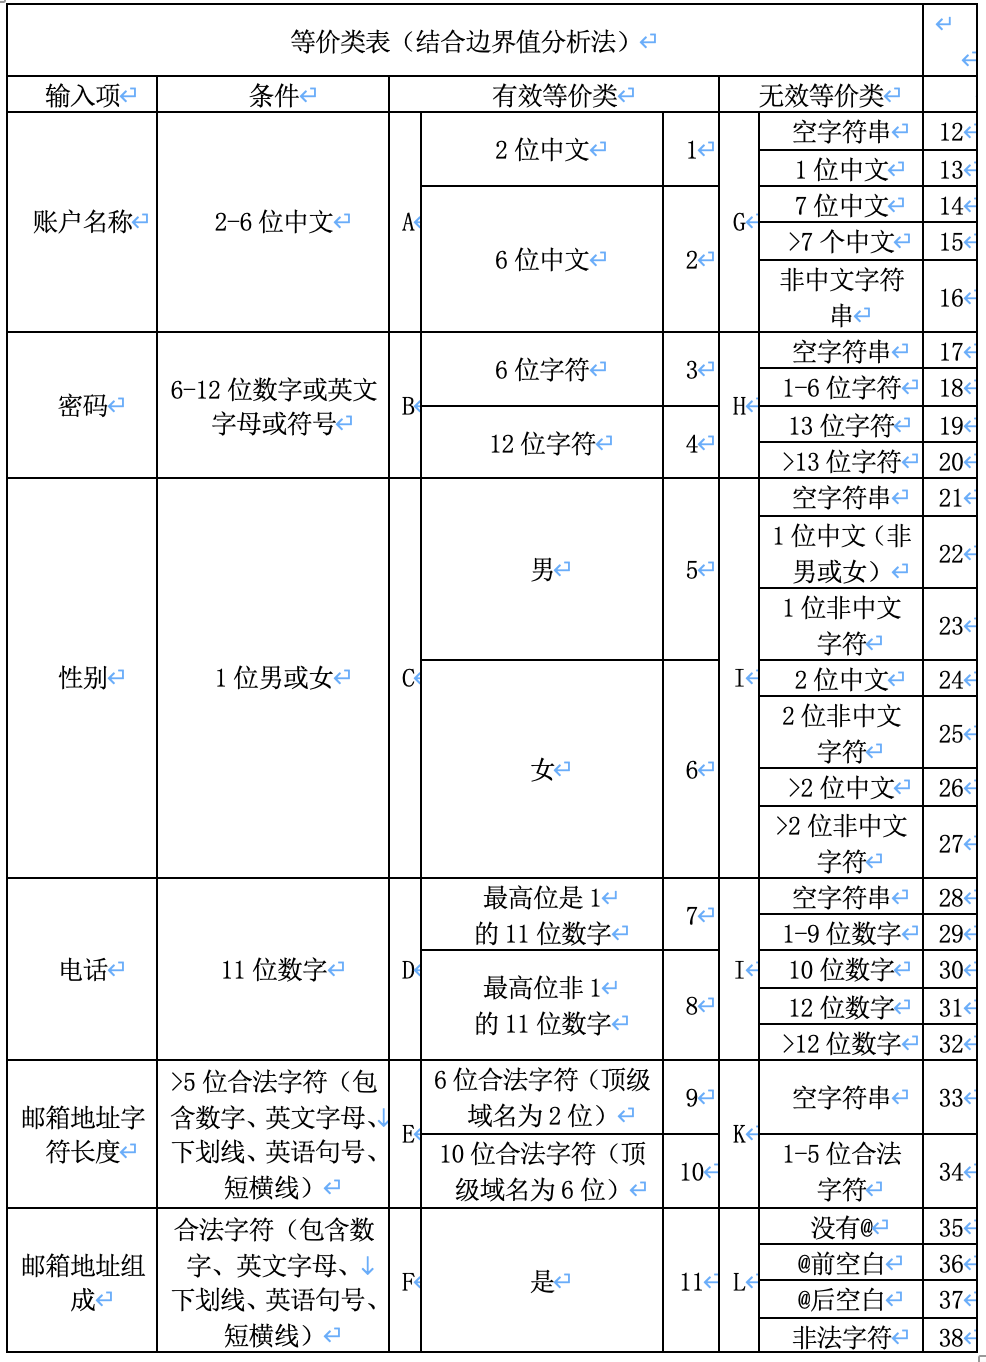 等价类表（结合边界值分析法）
输入项 条件 有效等价类 无效等价类
账户名称 2-6 位中文 A 2 位中文 1 G 空字符串 12
1 位中文 13
6 位中文 2 7 位中文 14
>7 个中文 15
非中文字符
串 16
密码 6-12 位数字或英文
字母或符号 B 6 位字符 3 H 空字符串 17
1-6 位字符 18
12 位字符 4 13 位字符 19
>13 位字符 20
性别 1 位男或女 C 男 5 I 空字符串 21
1 位中文（非
男或女） 22
1 位非中文
字符 23
女 6 2 位中文 24
2 位非中文
字符 25
>2 位中文 26
>2 位非中文
字符 27
电话 11 位数字 D 最高位是 1
的 11 位数字 7 I 空字符串 28
1-9 位数字 29
最高位非 1
的 11 位数字 8 10 位数字 30
12 位数字 31
>12 位数字 32
邮箱地址字
符长度 >5 位合法字符（包
含数字、英文字母、
下划线、英语句号、
短横线） E 6 位合法字符（顶级
域名为 2 位） 9 K 空字符串 33
10 位合法字符（顶
级域名为 6 位） 10 1-5 位合法
字符 34
邮箱地址组
成 合法字符（包含数
字、英文字母、
下划线、英语句号、
短横线） F 是 11 L 没有@ 35
@前空白 36
@后空白 37
非法字符 38